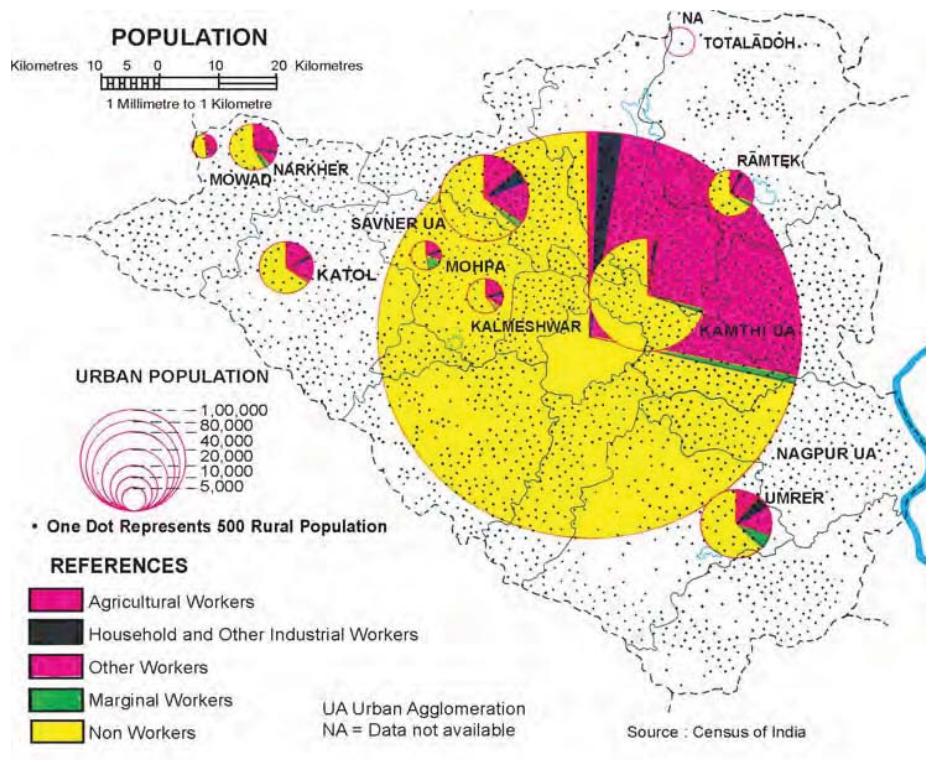 POPULATION
Kilometres 10 5 0 10 20 Kilometres
1 Millimetre to 1 Kilometre
NA
TOTALADOH
RAMTEK
MOWAD
NARKHER
SAVNER UA
KATOL
MOHPA
KALMESHWAR
KAMTHI UA
NAGPUR UA
UMRER
URBAN POPULATION
1,00,000
80,000
40,000
20,000
10,000
5,000
• One Dot Represents 500 Rural Population
REFERENCES
Agricultural Workers
Household and Other Industrial Workers
Other Workers
Marginal Workers
Non Workers
UA Urban Agglomeration
NA = Data not available
Source : Census of India